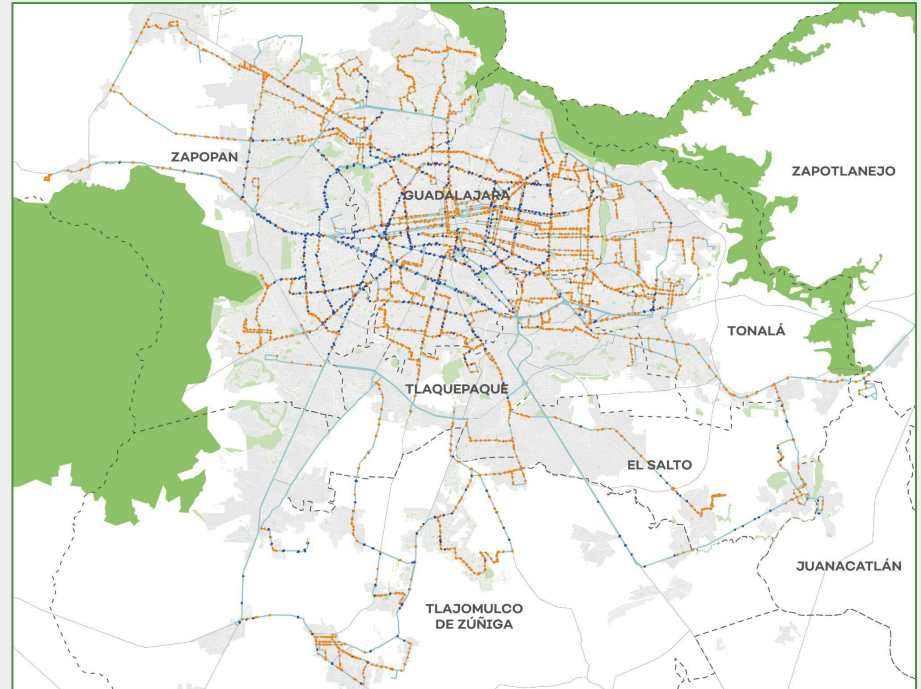 ZAPOPAN
ZAPOTLANEJO
GUADALAJARA
TONALÁ
TLAQUEPAQUE
EL SALTO
JUANACATLÁN
TLAJOMULCO
DE ZÚÑIGA